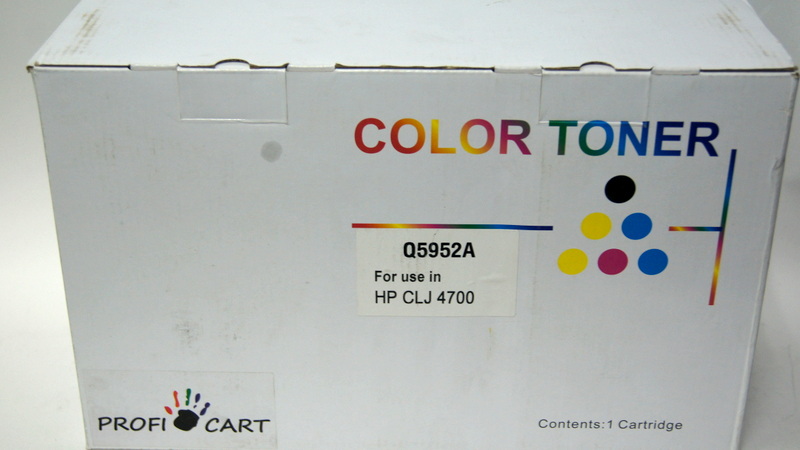 COLOR TONER
Q5952A
For use in
HP CLJ 4700
PROFI CART
Contents:1 Cartridge